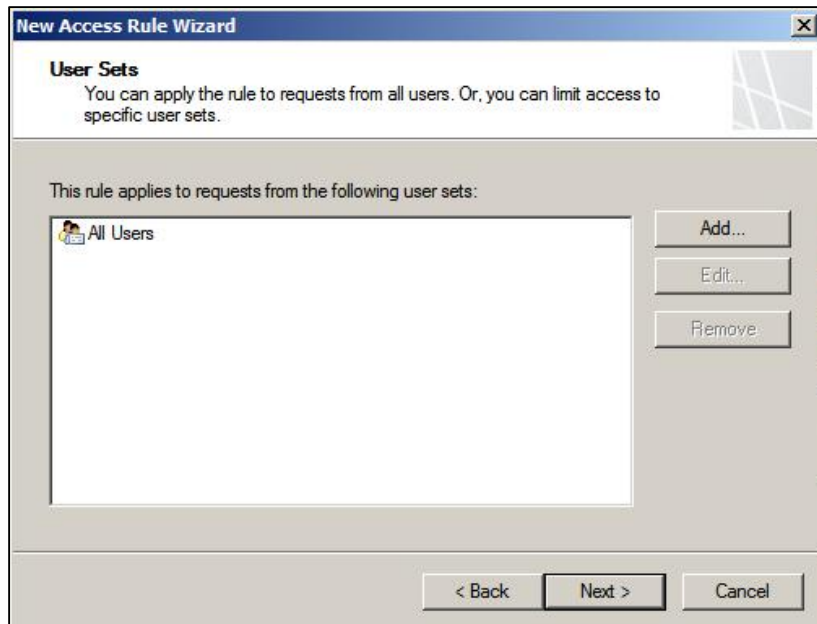 New Access Rule Wizard
User Sets
You can apply the rule to requests from all users. Or, you can limit access to
specific user sets.
This rule applies to requests from the following user sets:
All Users
Add...
Edit...
Remove
< Back
Next >
Cancel